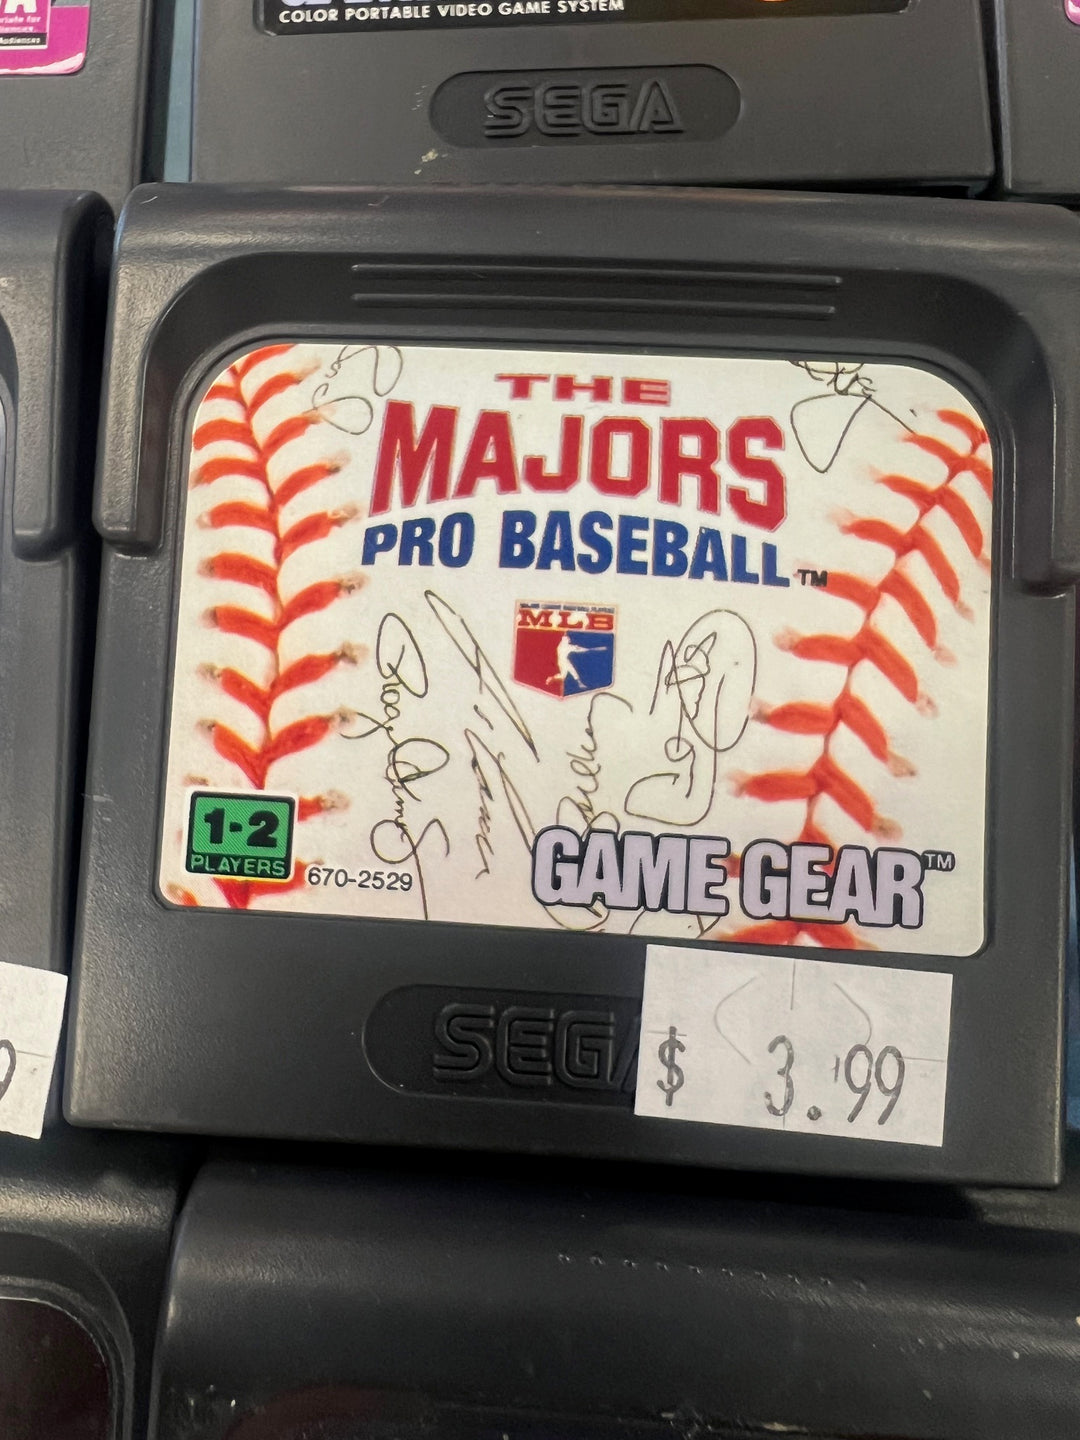 COLOR PORTABLE VIDEO GAME SYSTEM
SEGA
THE
MAJORS
PRO BASEBALL™
MLB
1-2
PLAYERS
670-2529
GAME GEAR™
SEGA
$ 3.99
9